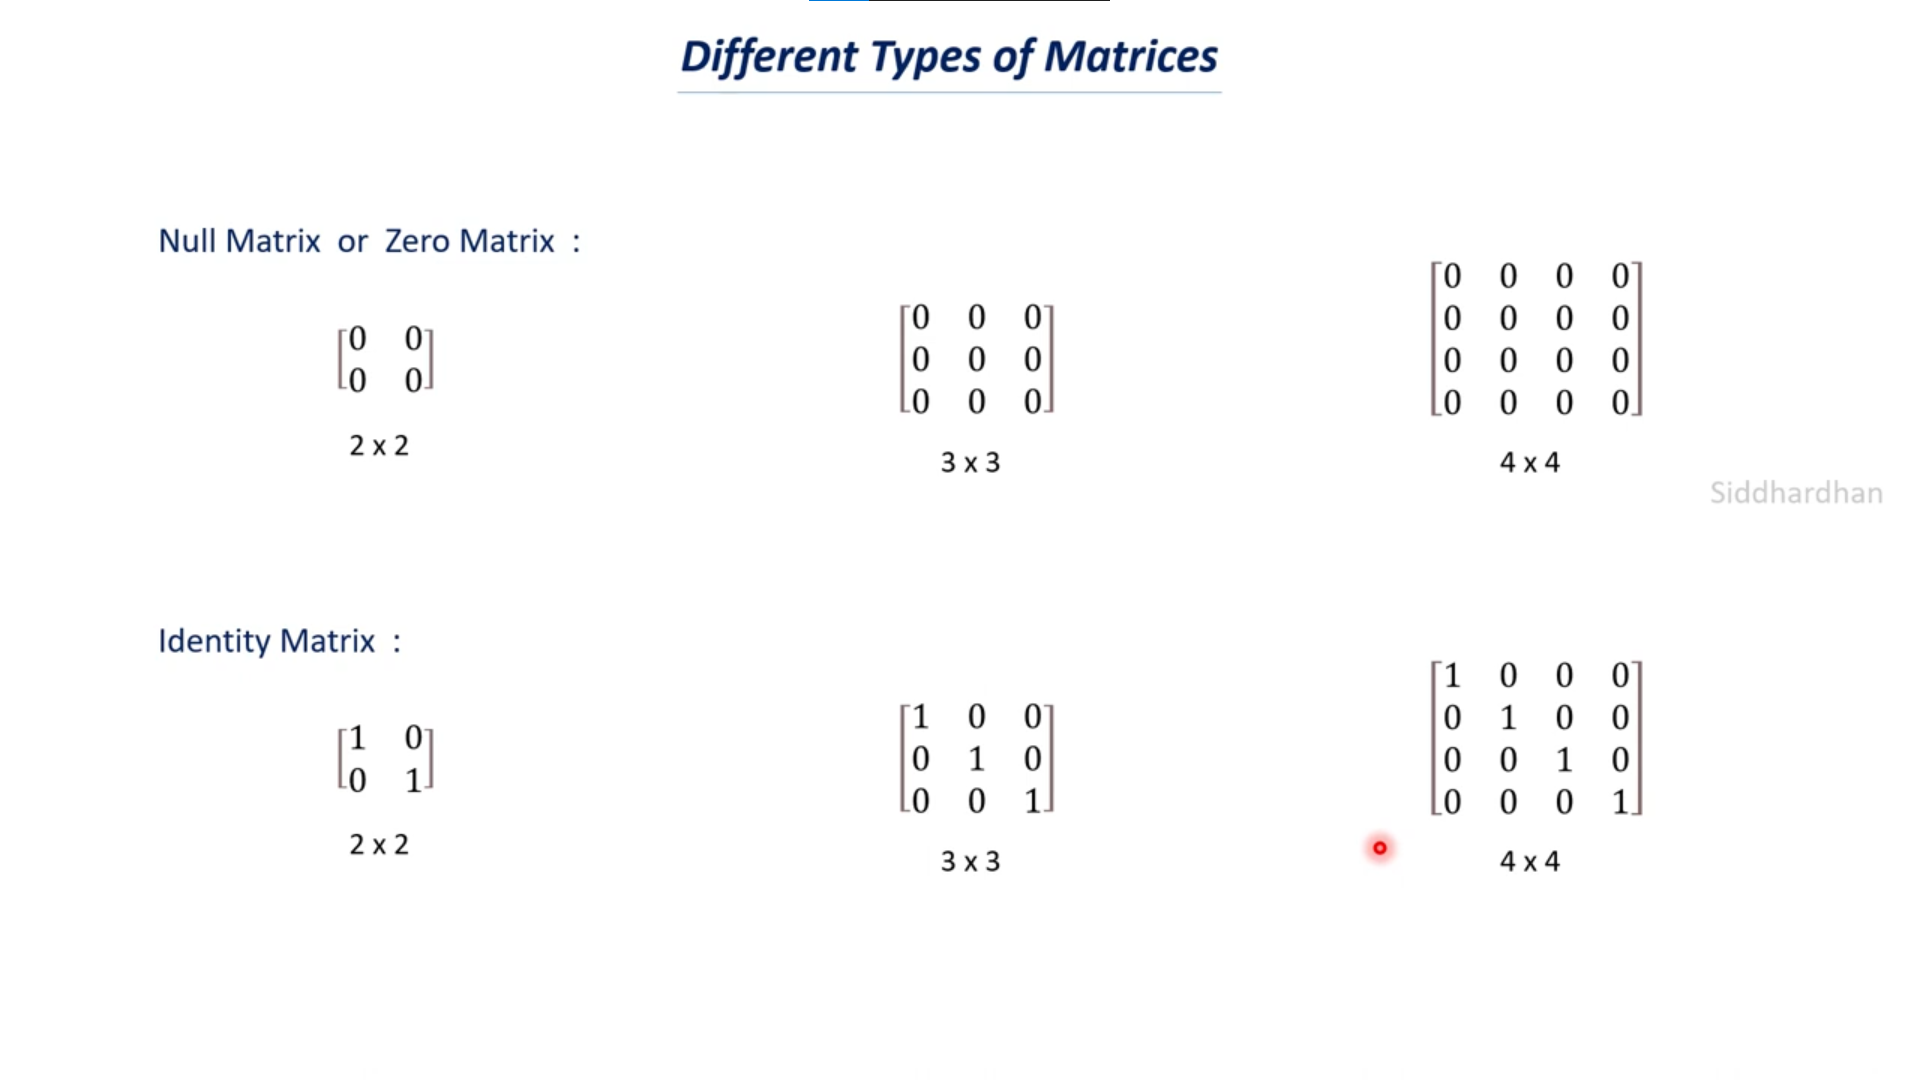 Different Types of Matrices
Null Matrix or Zero Matrix :
0 0
0 0
2 x 2
0 0 0
0 0 0
0 0 0
3 x 3
0 0 0 0
0 0 0 0
0 0 0 0
0 0 0 0
4 x 4
Siddhardhan
Identity Matrix :
1 0
0 1
2 x 2
1 0 0
0 1 0
0 0 1
3 x 3
1 0 0 0
0 1 0 0
0 0 1 0
0 0 0 1
4 x 4